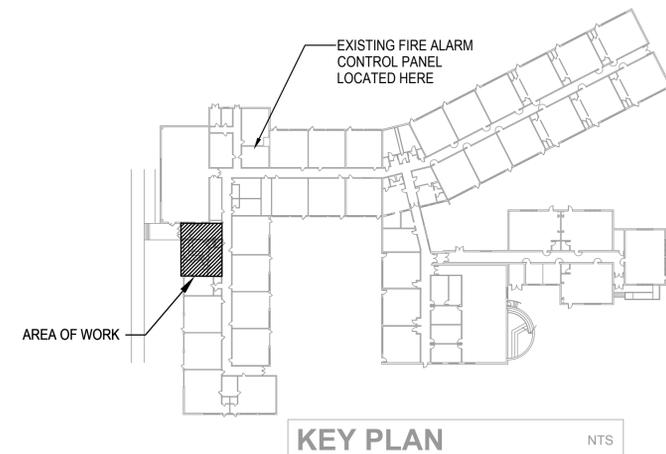 EXISTING FIRE ALARM
CONTROL PANEL
LOCATED HERE
AREA OF WORK
KEY PLAN
NTS